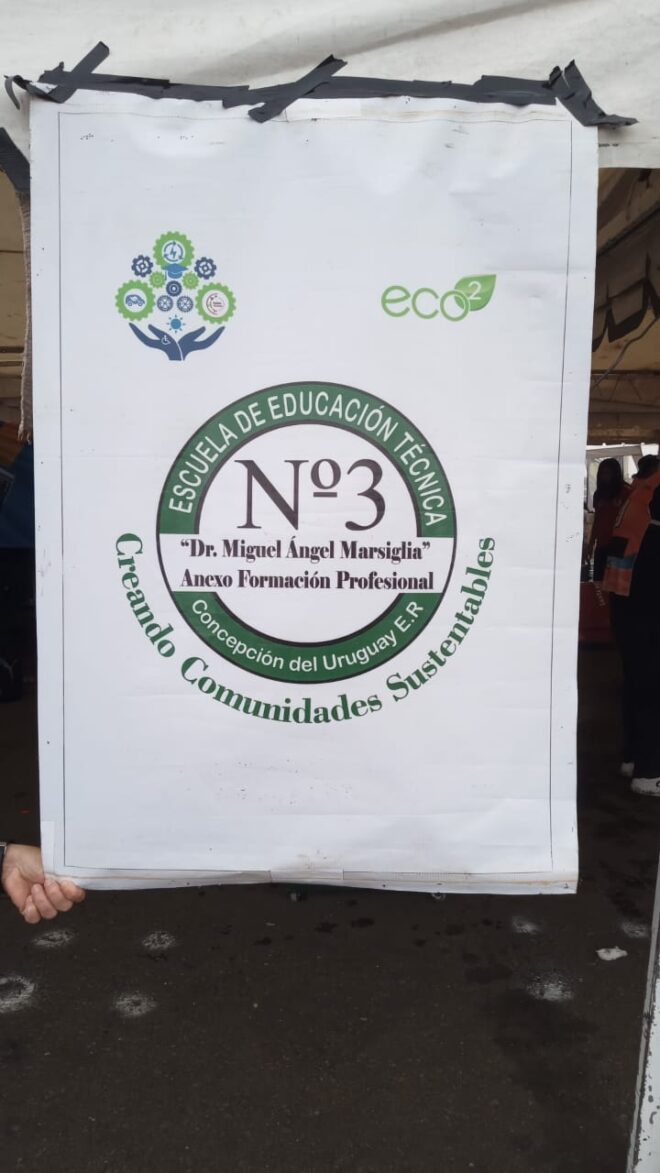 eco2
ESCUELA DE EDUCACIÓN TÉCNICA
Nº3
“Dr. Miguel Ángel Marsiglia”
Anexo Formación Profesional
Concepción del Uruguay E.R
Creando Comunidades Sustentables